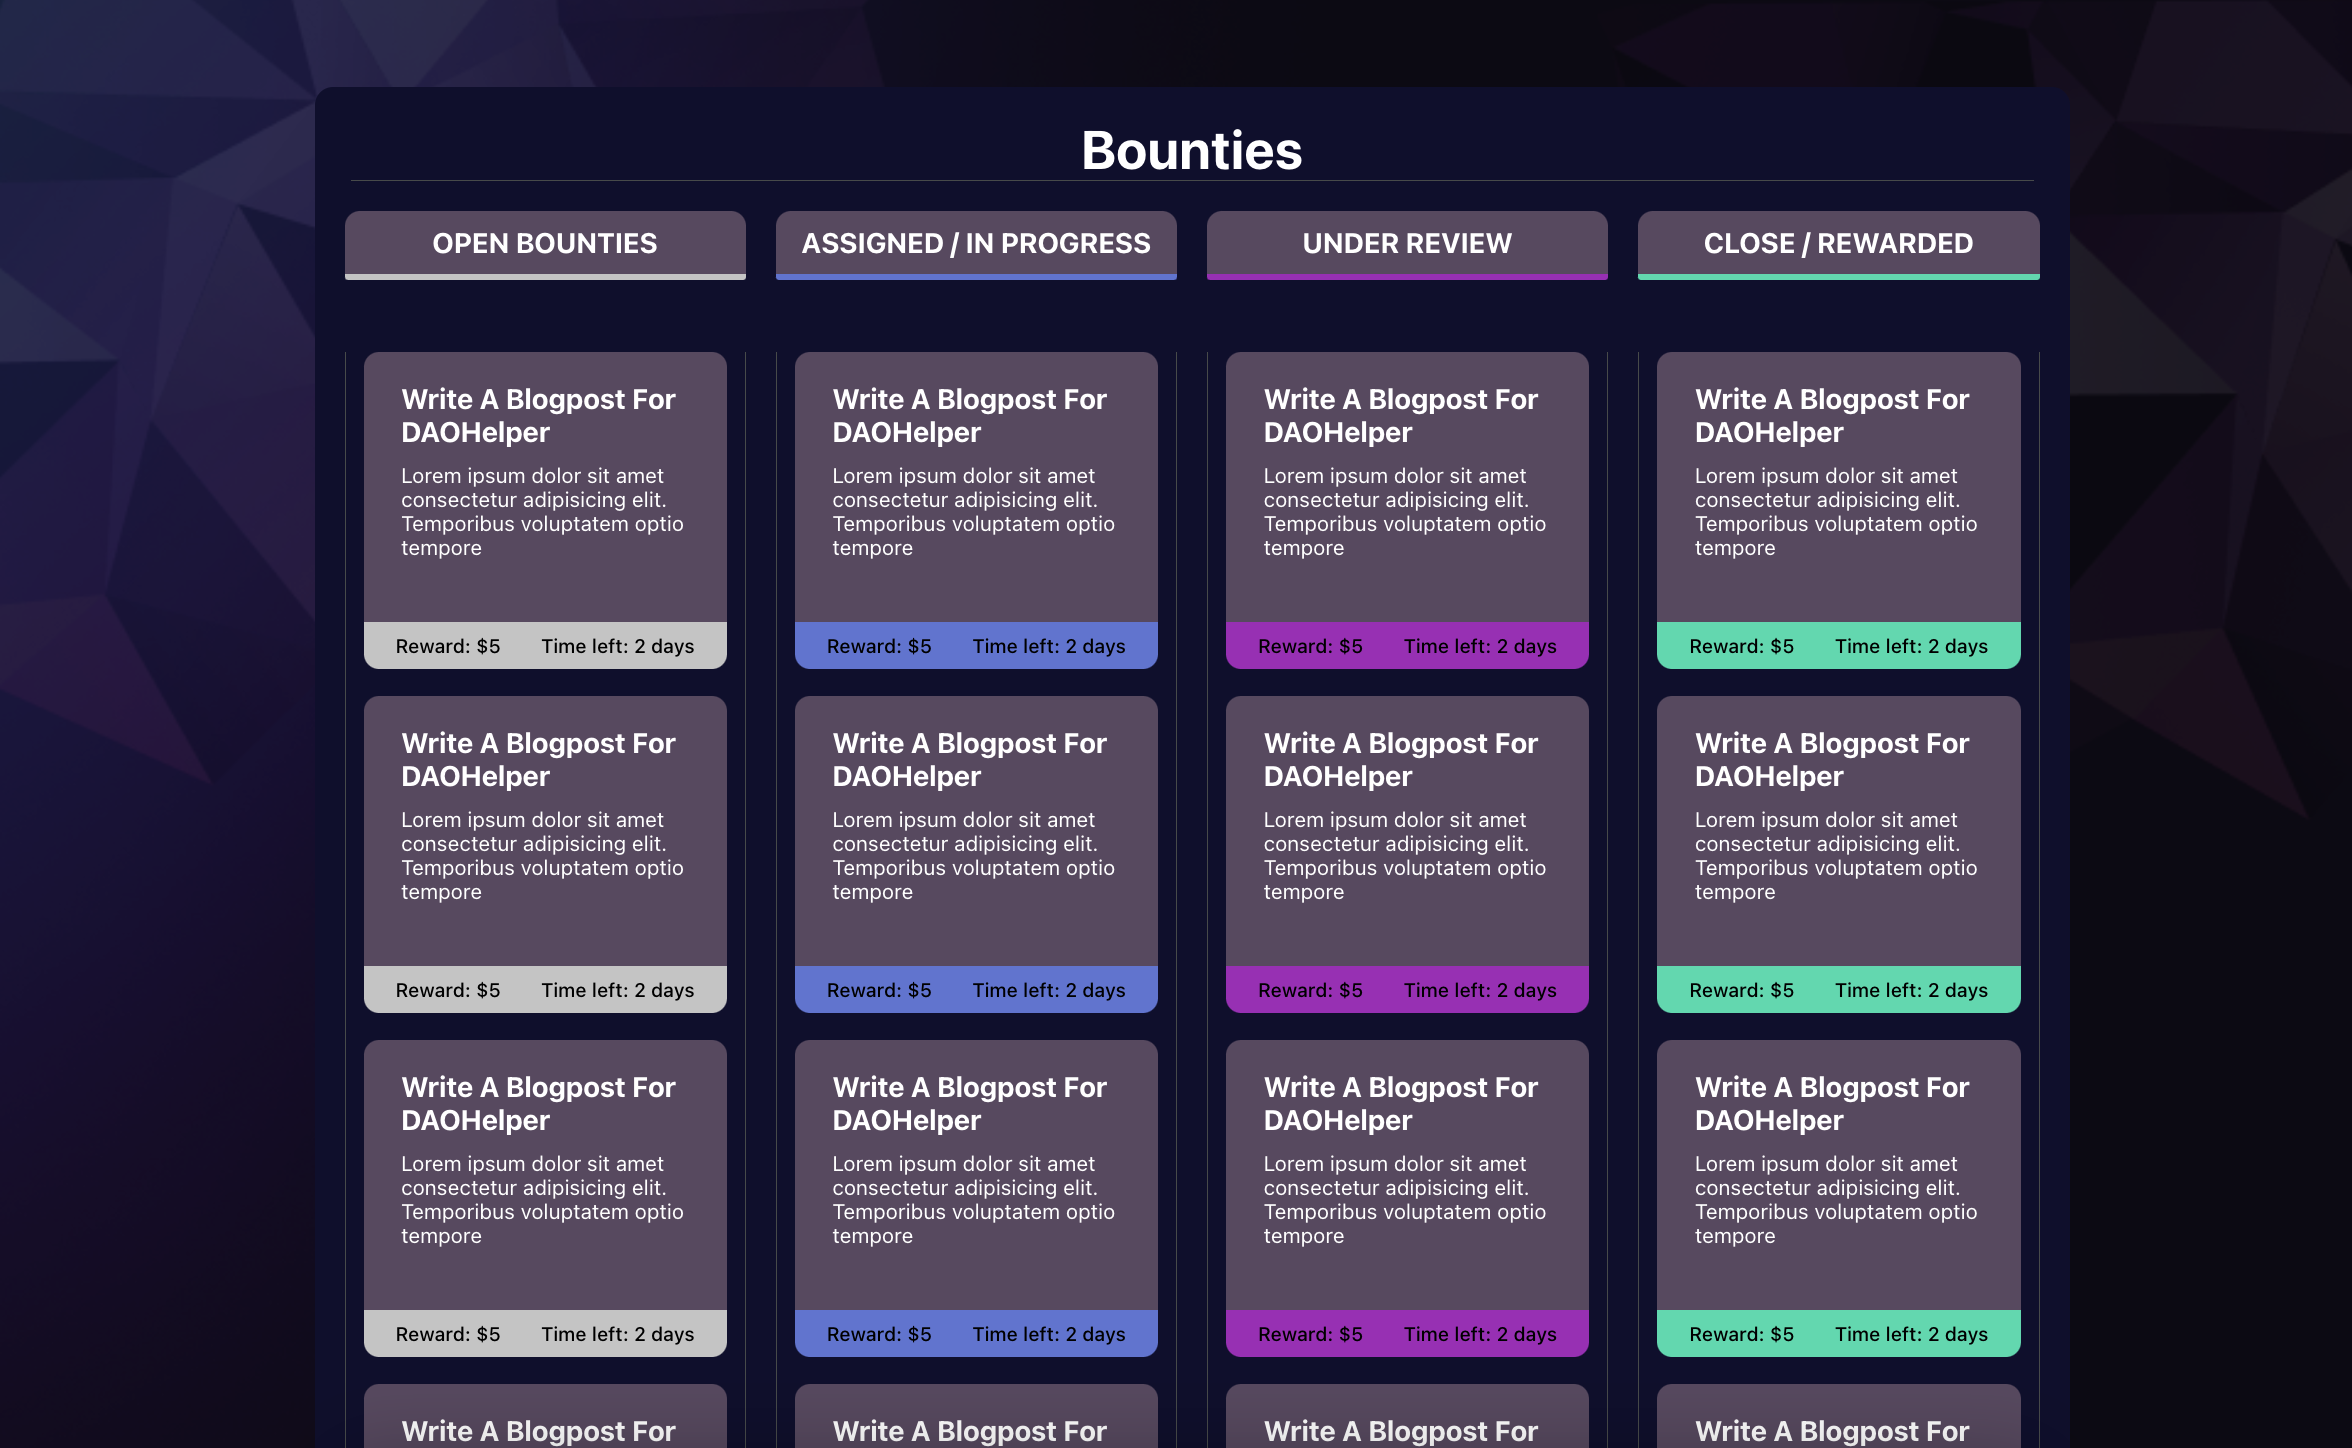 Bounties
OPEN BOUNTIES
ASSIGNED / IN PROGRESS
UNDER REVIEW
CLOSE / REWARDED
Write A Blogpost For
DAOHelper
Lorem ipsum dolor sit amet
consectetur adipisicing elit.
Temporibus voluptatem optio
tempore
Reward: $5 Time left: 2 days
Write A Blogpost For
DAOHelper
Lorem ipsum dolor sit amet
consectetur adipisicing elit.
Temporibus voluptatem optio
tempore
Reward: $5 Time left: 2 days
Write A Blogpost For
DAOHelper
Lorem ipsum dolor sit amet
consectetur adipisicing elit.
Temporibus voluptatem optio
tempore
Reward: $5 Time left: 2 days
Write A Blogpost For
DAOHelper
Lorem ipsum dolor sit amet
consectetur adipisicing elit.
Temporibus voluptatem optio
tempore
Reward: $5 Time left: 2 days
Write A Blogpost For
DAOHelper
Lorem ipsum dolor sit amet
consectetur adipisicing elit.
Temporibus voluptatem optio
tempore
Reward: $5 Time left: 2 days
Write A Blogpost For
DAOHelper
Lorem ipsum dolor sit amet
consectetur adipisicing elit.
Temporibus voluptatem optio
tempore
Reward: $5 Time left: 2 days
Write A Blogpost For
DAOHelper
Lorem ipsum dolor sit amet
consectetur adipisicing elit.
Temporibus voluptatem optio
tempore
Reward: $5 Time left: 2 days
Write A Blogpost For
DAOHelper
Lorem ipsum dolor sit amet
consectetur adipisicing elit.
Temporibus voluptatem optio
tempore
Reward: $5 Time left: 2 days
Write A Blogpost For
DAOHelper
Lorem ipsum dolor sit amet
consectetur adipisicing elit.
Temporibus voluptatem optio
tempore
Reward: $5 Time left: 2 days
Write A Blogpost For
DAOHelper
Lorem ipsum dolor sit amet
consectetur adipisicing elit.
Temporibus voluptatem optio
tempore
Reward: $5 Time left: 2 days
Write A Blogpost For
DAOHelper
Lorem ipsum dolor sit amet
consectetur adipisicing elit.
Temporibus voluptatem optio
tempore
Reward: $5 Time left: 2 days
Write A Blogpost For
DAOHelper
Lorem ipsum dolor sit amet
consectetur adipisicing elit.
Temporibus voluptatem optio
tempore
Reward: $5 Time left: 2 days
Write A Blogpost For
Write A Blogpost For
Write A Blogpost For
Write A Blogpost For